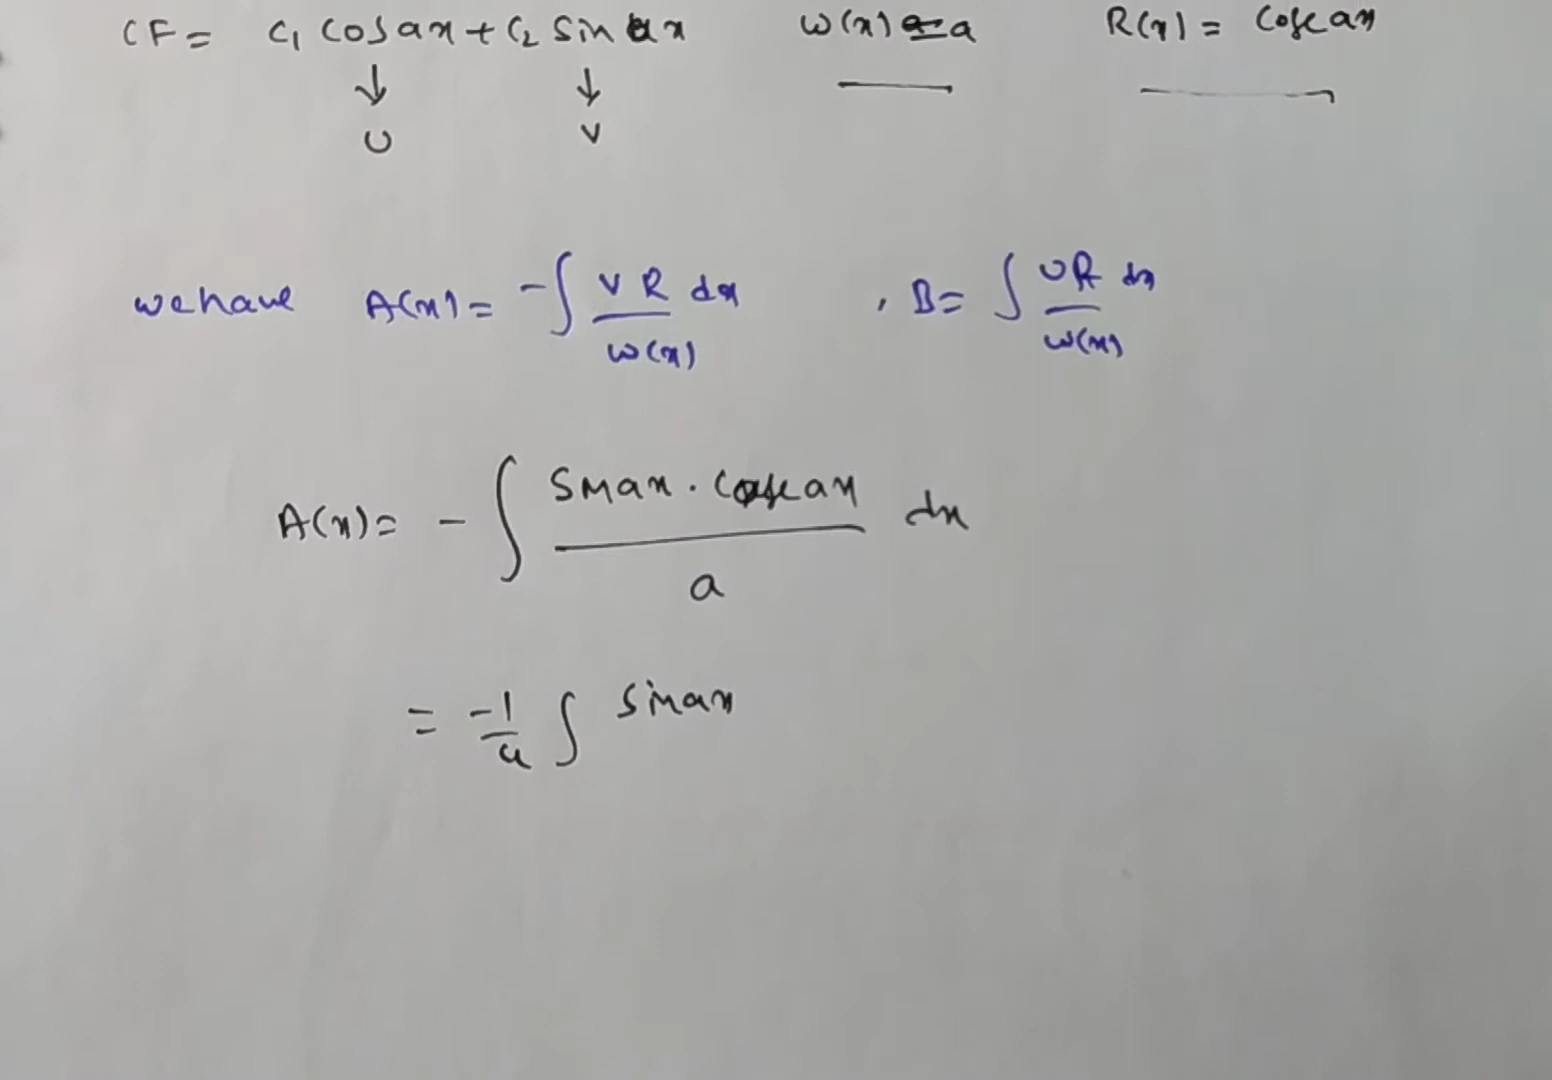 CF = C1 cos ax + C2 sin ax W(x) = a R(x) = Cosec ax
↓ ↓
U V
we have A(x) = -∫ VR/W(x) dx , B = ∫ UR/W(x) dx
A(x) = - ∫ Sin ax . Cosec ax / a dx
= -1/a ∫ Sin ax